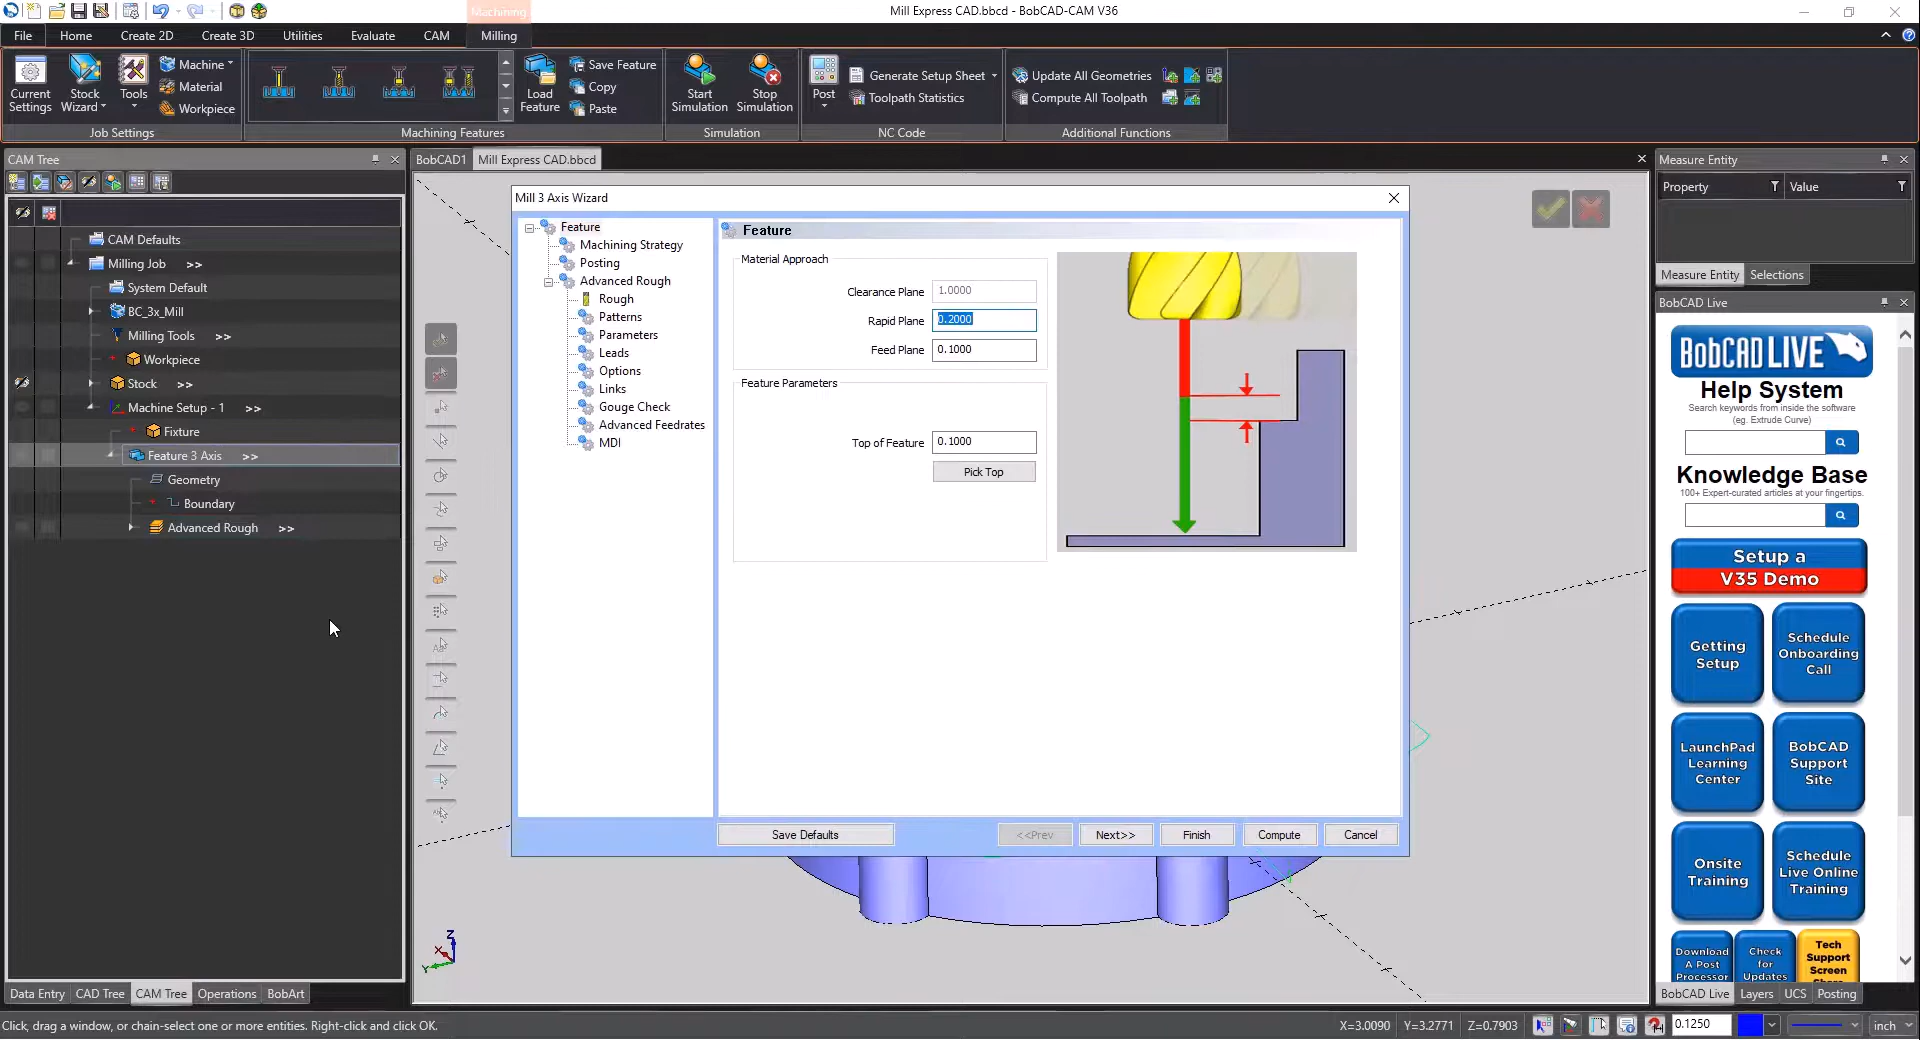 Machining
Mill Express CAD.bbcd - BobCAD-CAM V36
File Home Create 2D Create 3D Utilities Evaluate CAM Milling
Current Settings
Stock Wizard
Tools
Machine
Material
Workpiece
Job Settings
Load Feature
Save Feature
Copy
Paste
Machining Features
Start Simulation
Stop Simulation
Simulation
Post
Generate Setup Sheet
Toolpath Statistics
NC Code
Update All Geometries
Compute All Toolpath
Additional Functions
CAM Tree
CAM Defaults
Milling Job >>
System Default
BC_3x_Mill
Milling Tools >>
Workpiece
Stock >>
Machine Setup - 1 >>
Fixture
Feature 3 Axis >>
Geometry
Boundary
Advanced Rough >>
Data Entry CAD Tree CAM Tree Operations BobArt
BobCAD1 Mill Express CAD.bbcd
Mill 3 Axis Wizard
Feature
Machining Strategy
Posting
Advanced Rough
Rough
Patterns
Parameters
Leads
Options
Links
Gouge Check
Advanced Feedrates
MDI
Feature
Material Approach
Clearance Plane 1.0000
Rapid Plane 0.2000
Feed Plane 0.1000
Feature Parameters
Top of Feature 0.1000
Pick Top
Save Defaults <<Prev Next>> Finish Compute Cancel
Z
X
Y
Measure Entity
Property Value
Measure Entity Selections
BobCAD Live
BOBCAD LIVE
Help System
Search keywords from inside the software
(eg. Extrude Curve)
Knowledge Base
100+ Expert-curated articles at your fingertips.
Setup a
V35 Demo
Getting Setup
Schedule Onboarding Call
LaunchPad Learning Center
BobCAD Support Site
Onsite Training
Schedule Live Online Training
Download A Post Processor
Check for Updates
Tech Support Screen
BobCAD Live Layers UCS Posting
Click, drag a window, or chain-select one or more entities. Right-click and click OK.
X=3.0090 Y=3.2771 Z=0.7903 0.1250 inch